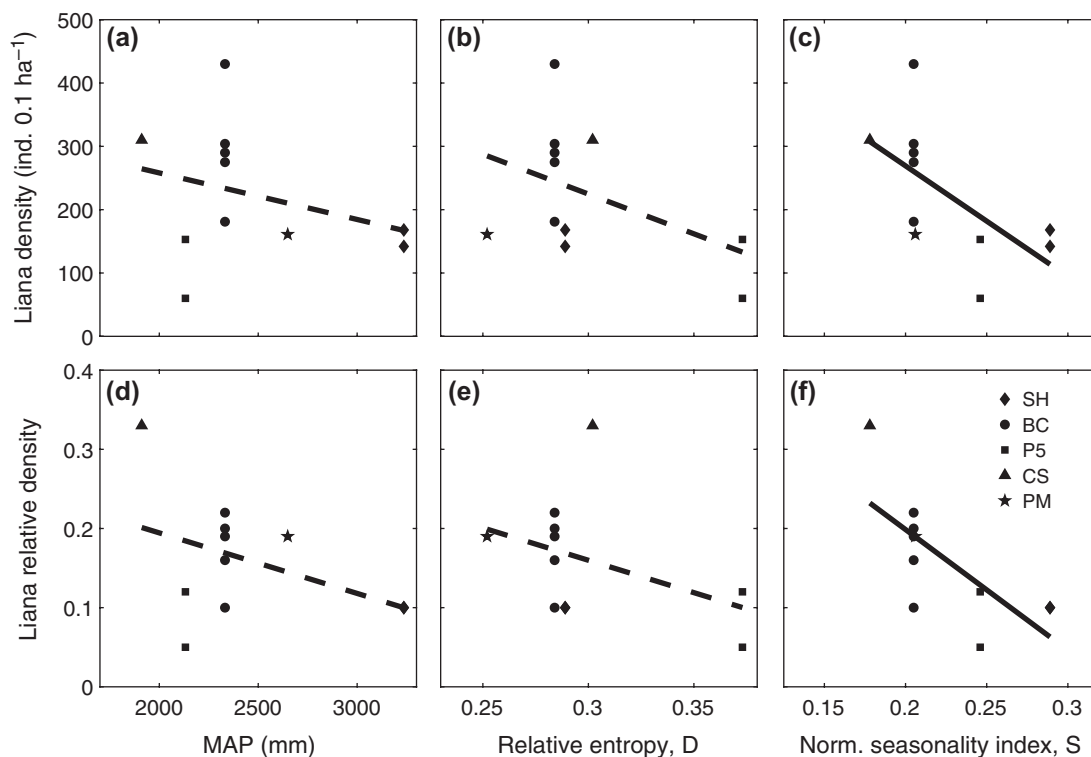 (a)
(b)
(c)
Liana density (ind. 0.1 ha⁻¹)
500
400
300
200
100
0
(d)
(e)
(f)
SH
BC
P5
CS
PM
Liana relative density
0.4
0.3
0.2
0.1
0
2000 2500 3000
0.25 0.3 0.35
0.15 0.2 0.25 0.3
MAP (mm)
Relative entropy, D
Norm. seasonality index, S